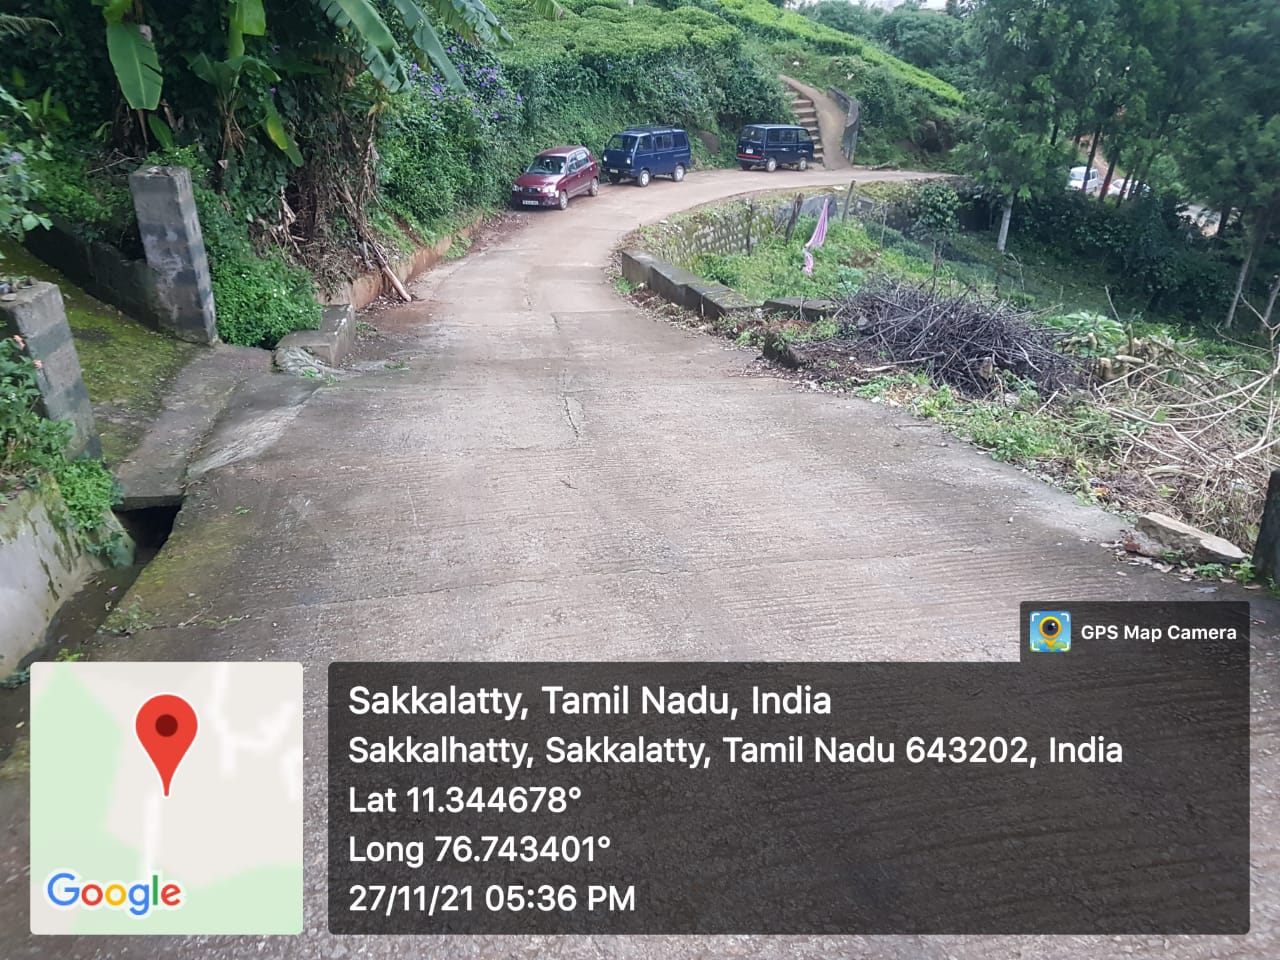 GPS Map Camera
Sakkalatty, Tamil Nadu, India
Sakkalhatty, Sakkalatty, Tamil Nadu 643202, India
Lat 11.344678°
Long 76.743401°
27/11/21 05:36 PM
Google